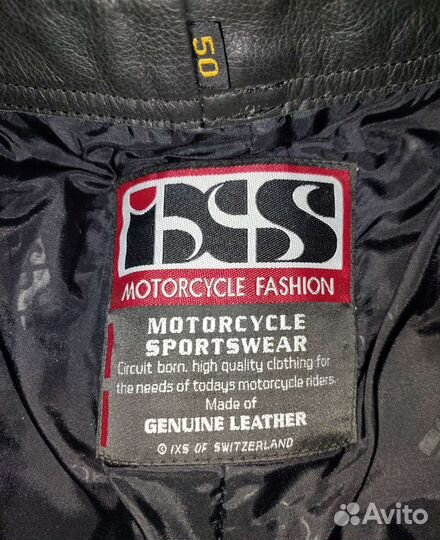 50
iXS
MOTORCYCLE FASHION
MOTORCYCLE
SPORTSWEAR
Circuit born, high quality clothing for
the needs of todays motorcycle riders.
Made of
GENUINE LEATHER
© IXS OF SWITZERLAND
Avito